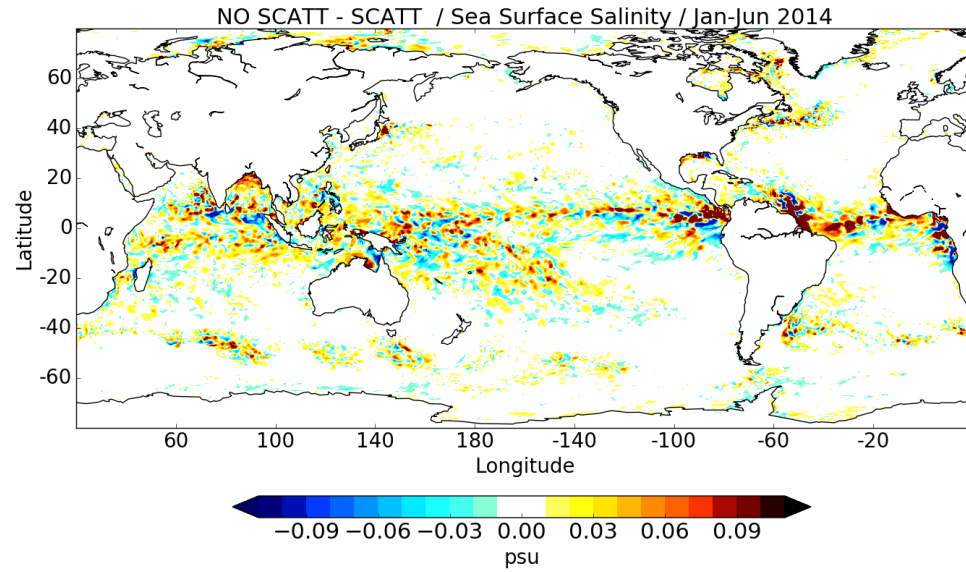 NO SCATT - SCATT / Sea Surface Salinity / Jan-Jun 2014
60
40
20
0
−20
−40
−60
Latitude
60 100 140 180 -140 -100 -60 -20
Longitude
−0.09 −0.06 −0.03 0.00 0.03 0.06 0.09
psu